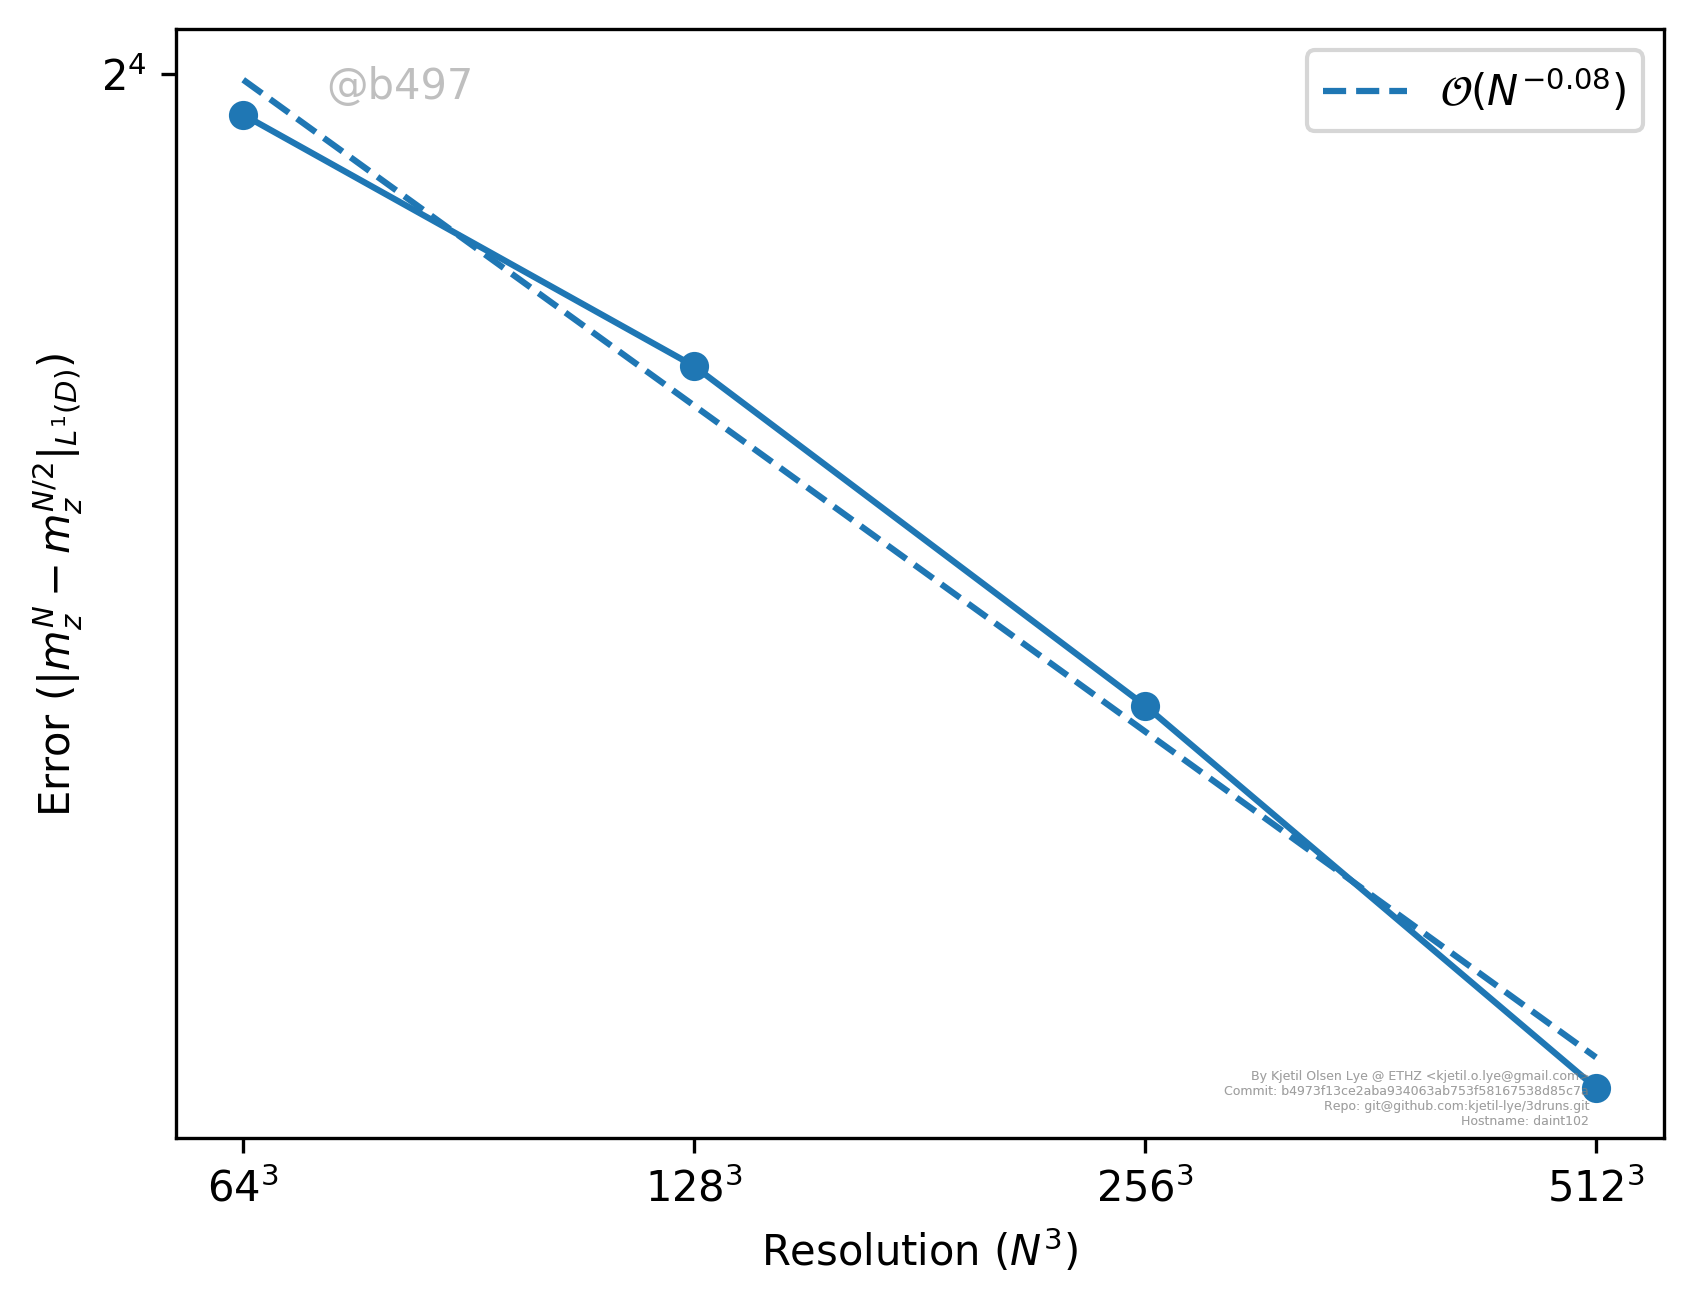 2^4
@b497
𝒪(N^{-0.08})
Error (|m_z^N − m_z^{N/2}|_{L^1(D)})
By Kjetil Olsen Lye @ ETHZ <kjetil.o.lye@gmail.com
Commit: b4973f13ce2aba934063ab753f58167538d85c7
Repo: git@github.com:kjetil-lye/3druns.git
Hostname: daint102
64^3 128^3 256^3 512^3
Resolution (N^3)